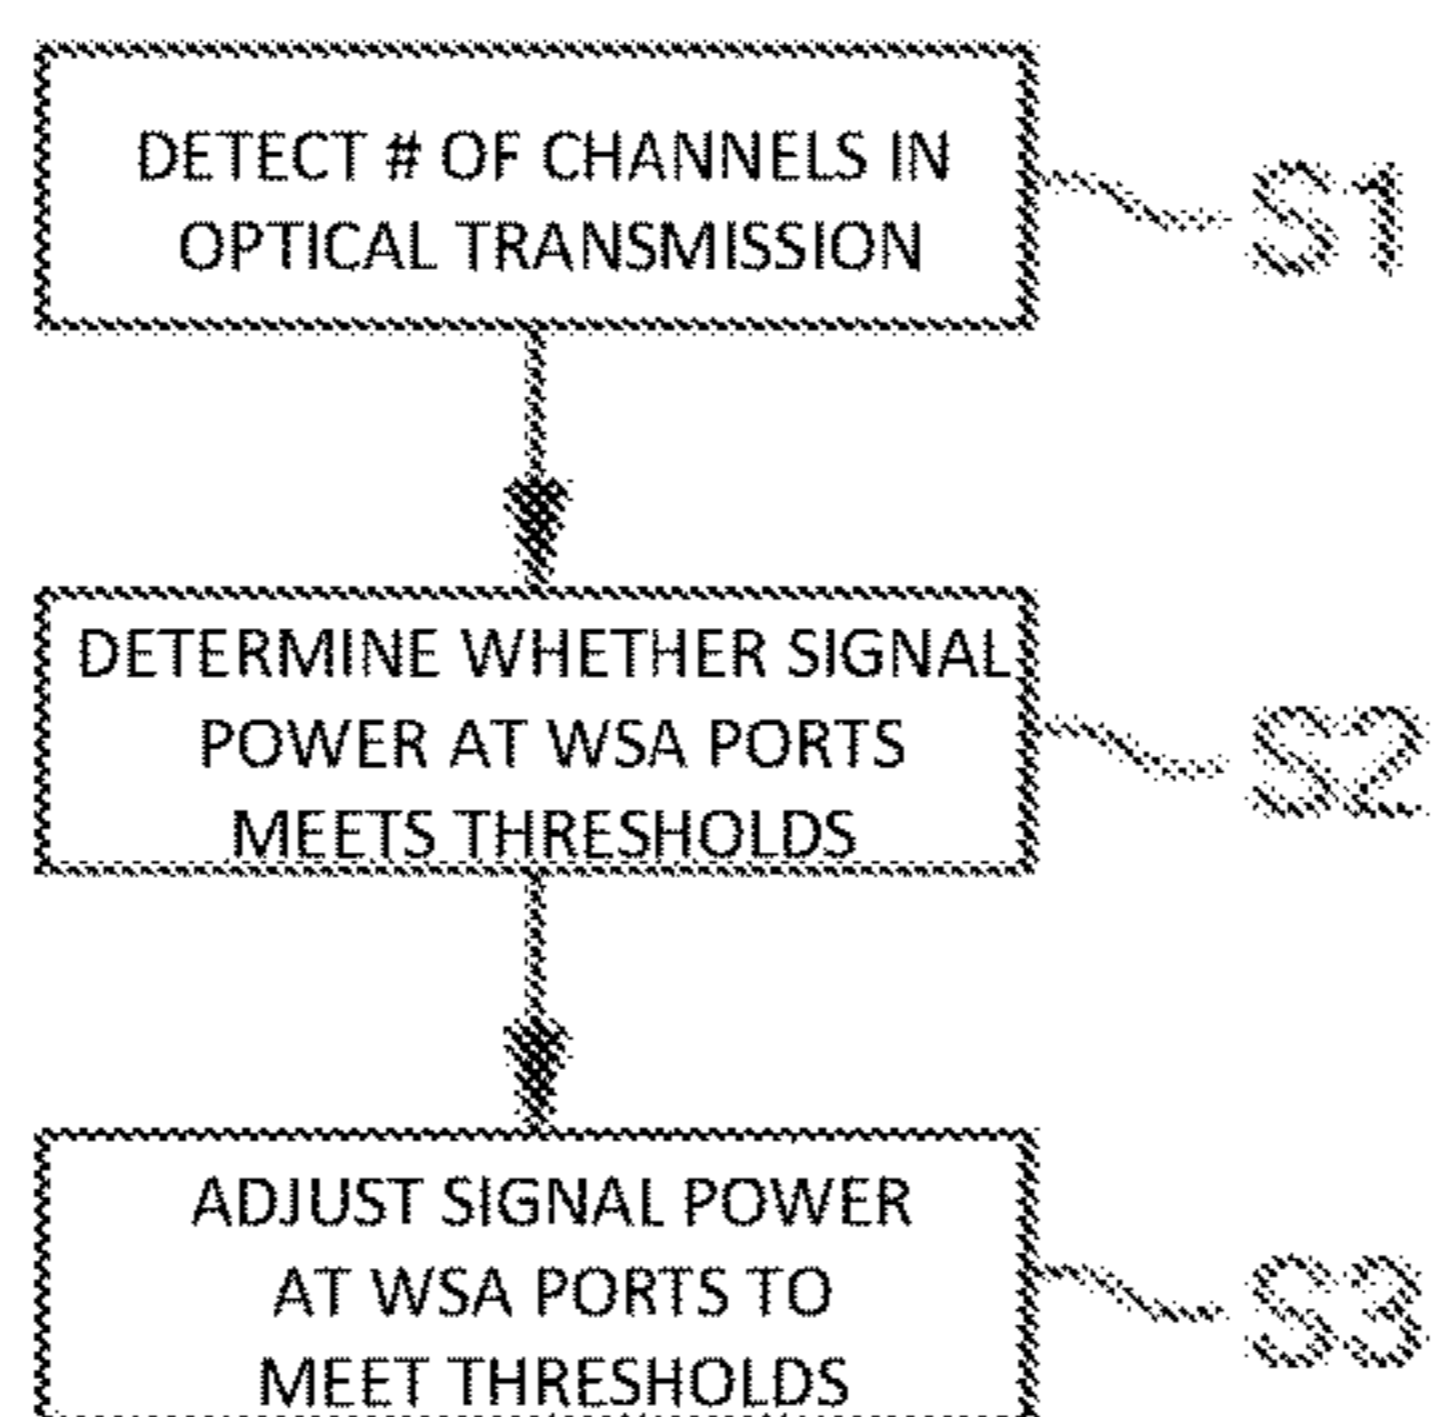 DETECT # OF CHANNELS IN
OPTICAL TRANSMISSION
S1
DETERMINE WHETHER SIGNAL
POWER AT WSA PORTS
MEETS THRESHOLDS
S2
ADJUST SIGNAL POWER
AT WSA PORTS TO
MEET THRESHOLDS
S3